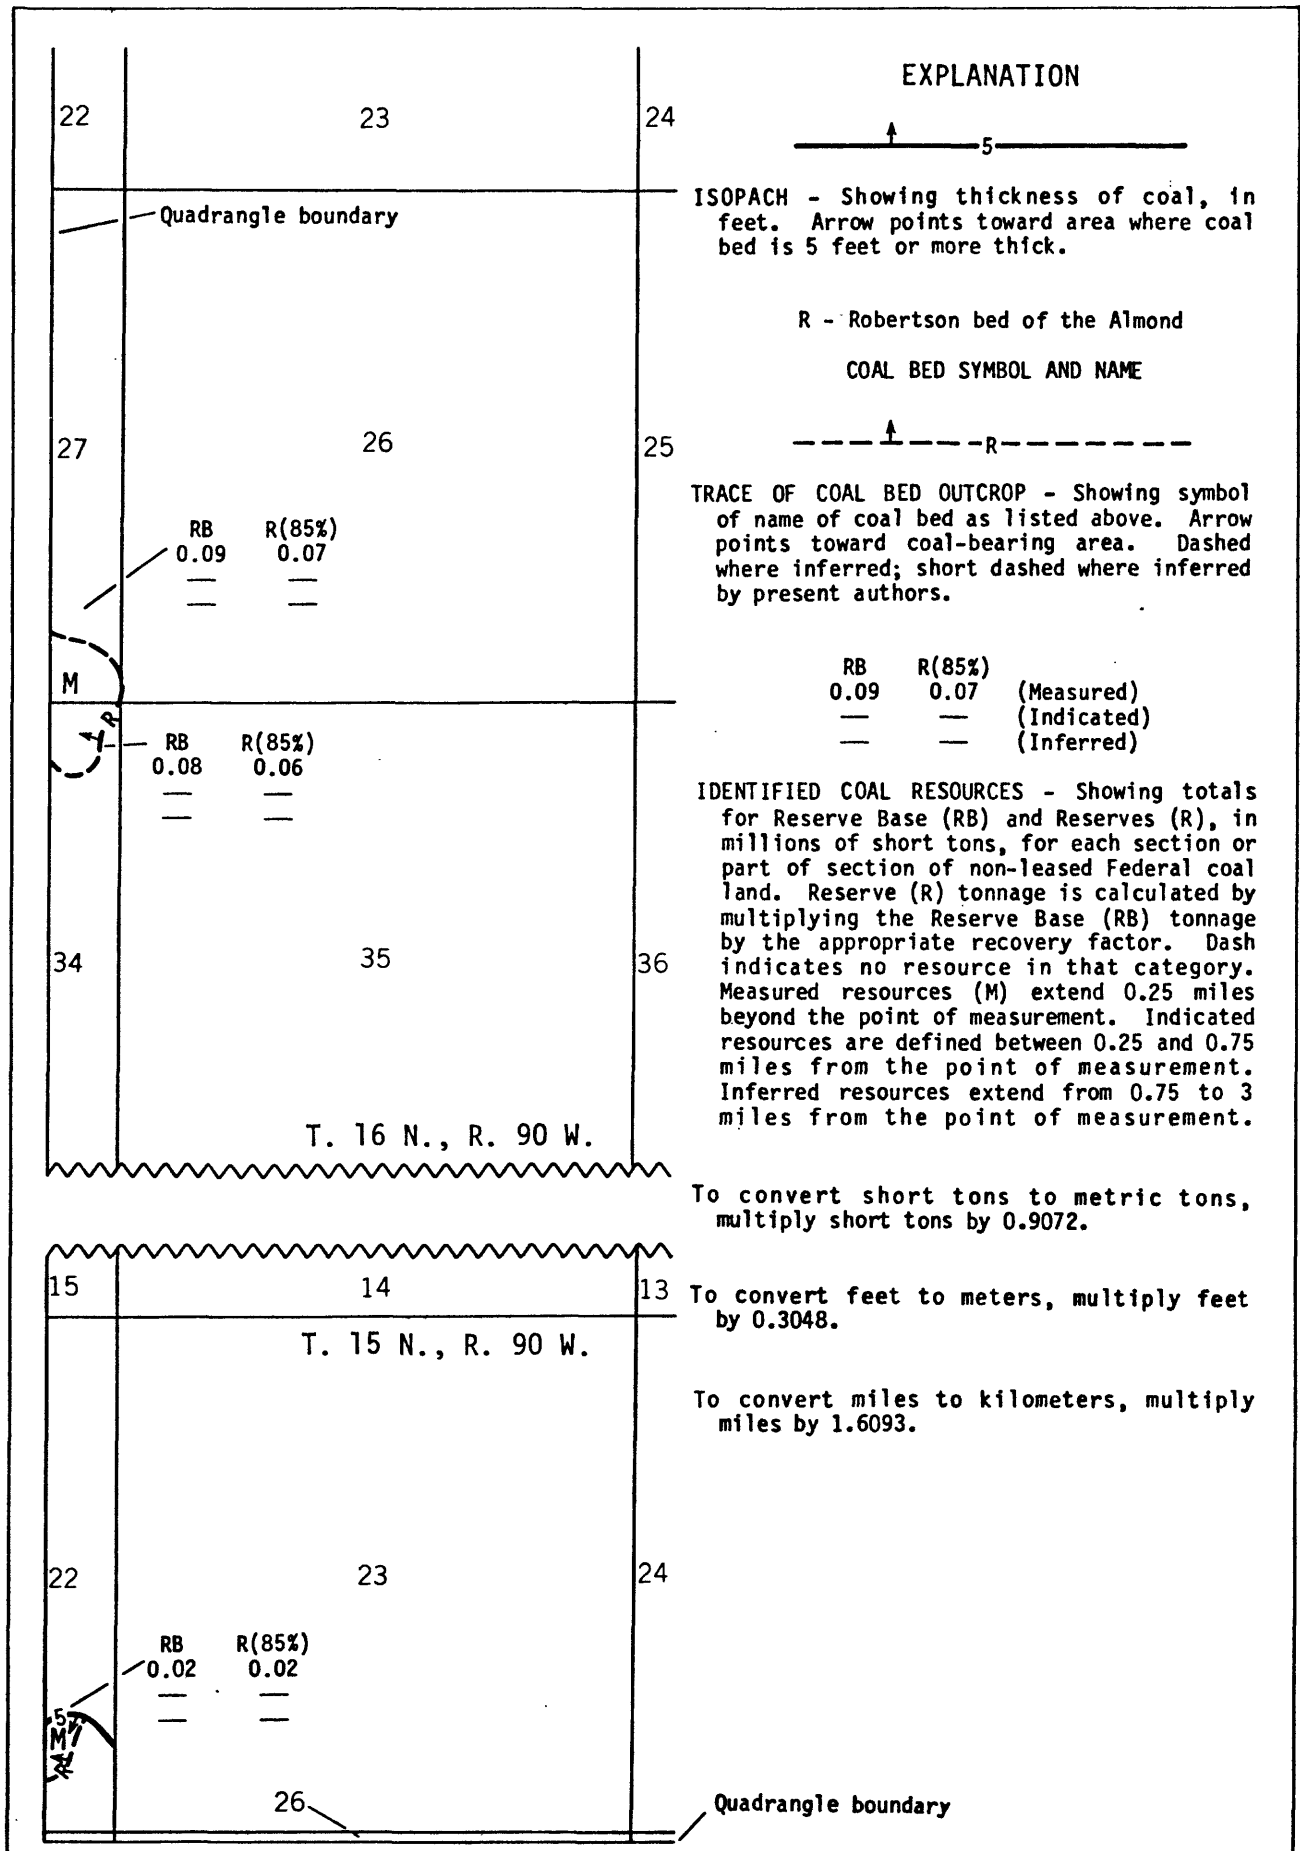 22
23
24
Quadrangle boundary
27
26
25
RB R(85%)
0.09 0.07
— —
— —
M
R
RB R(85%)
0.08 0.06
— —
— —
34
35
36
T. 16 N., R. 90 W.
15
14
13
T. 15 N., R. 90 W.
22
23
24
RB R(85%)
0.02 0.02
— —
— —
5
M
R
26
Quadrangle boundary
EXPLANATION
5
ISOPACH - Showing thickness of coal, in
feet. Arrow points toward area where coal
bed is 5 feet or more thick.
R - Robertson bed of the Almond
COAL BED SYMBOL AND NAME
R
TRACE OF COAL BED OUTCROP - Showing symbol
of name of coal bed as listed above. Arrow
points toward coal-bearing area. Dashed
where inferred; short dashed where inferred
by present authors.
RB R(85%)
0.09 0.07 (Measured)
— — (Indicated)
— — (Inferred)
IDENTIFIED COAL RESOURCES - Showing totals
for Reserve Base (RB) and Reserves (R), in
millions of short tons, for each section or
part of section of non-leased Federal coal
land. Reserve (R) tonnage is calculated by
multiplying the Reserve Base (RB) tonnage
by the appropriate recovery factor. Dash
indicates no resource in that category.
Measured resources (M) extend 0.25 miles
beyond the point of measurement. Indicated
resources are defined between 0.25 and 0.75
miles from the point of measurement.
Inferred resources extend from 0.75 to 3
miles from the point of measurement.
To convert short tons to metric tons,
multiply short tons by 0.9072.
To convert feet to meters, multiply feet
by 0.3048.
To convert miles to kilometers, multiply
miles by 1.6093.